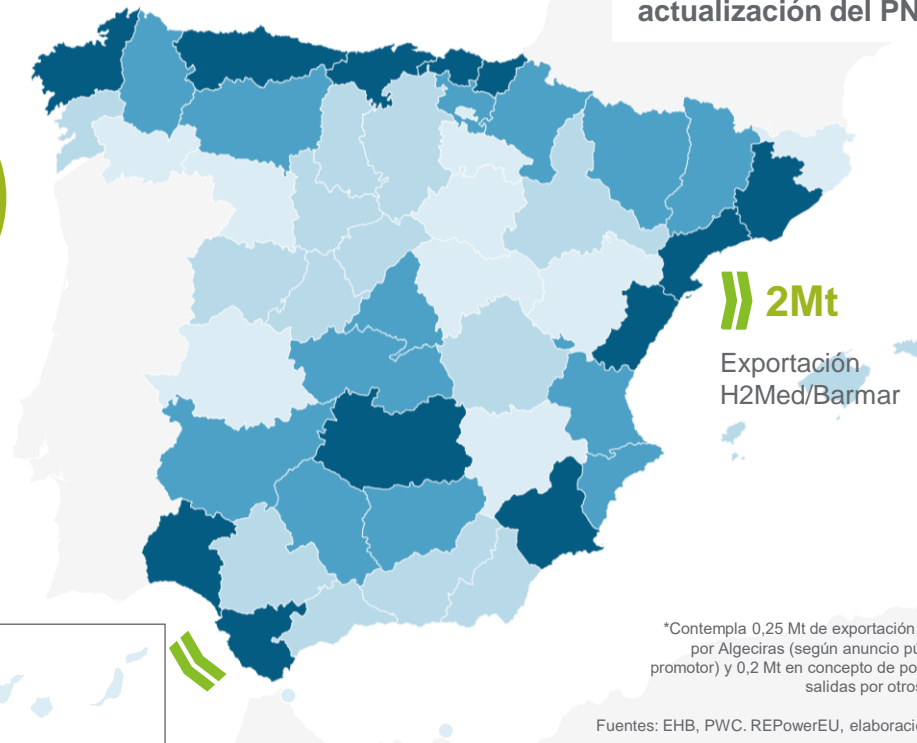 actualización del PN
2Mt
Exportación
H2Med/Barmar
*Contempla 0,25 Mt de exportación
por Algeciras (según anuncio pú
promotor) y 0,2 Mt en concepto de po
salidas por otros
Fuentes: EHB, PWC. REPowerEU, elaboració